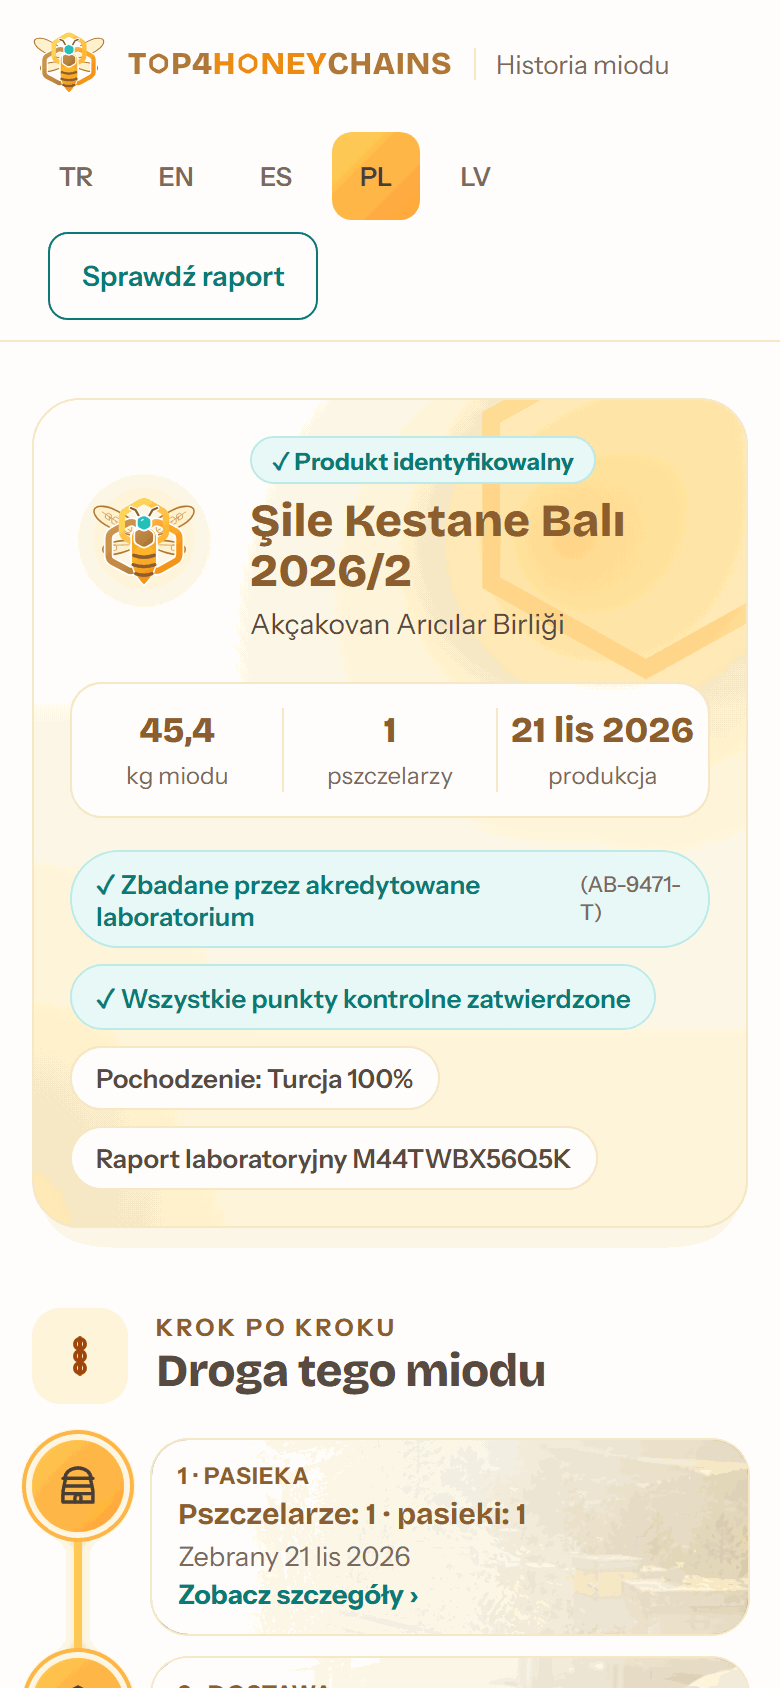 TOP4HONEYCHAINS
Historia miodu
TR EN ES PL LV
Sprawdź raport
✓ Produkt identyfikowalny
Şile Kestane Balı
2026/2
Akçakovan Arıcılar Birliği
45,4
kg miodu
1
pszczelarzy
21 lis 2026
produkcja
✓ Zbadane przez akredytowane
laboratorium
(AB-9471-
T)
✓ Wszystkie punkty kontrolne zatwierdzone
Pochodzenie: Turcja 100%
Raport laboratoryjny M44TWBX56Q5K
KROK PO KROKU
Droga tego miodu
1 · PASIEKA
Pszczelarze: 1 · pasieki: 1
Zebrany 21 lis 2026
Zobacz szczegóły ›